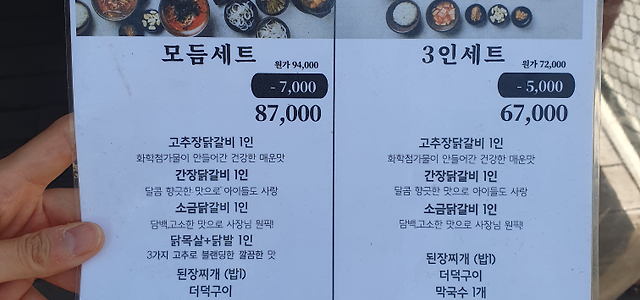 모듬세트
원가 94,000
- 7,000
87,000
고추장닭갈비 1인
화학첨가물이 안들어간 건강한 매운맛
간장닭갈비 1인
달콤 향긋한 맛으로 아이들도 사랑
소금닭갈비 1인
담백,고소한 맛으로 사장님 원픽!
닭목살+닭발 1인
3가지 고추로 블랜딩한 깔끔한 맛
된장찌개 (밥1)
더덕구이
3인세트
원가 72,000
- 5,000
67,000
고추장닭갈비 1인
화학첨가물이 안들어간 건강한 매운맛
간장닭갈비 1인
달콤 향긋한 맛으로 아이들도 사랑
소금닭갈비 1인
담백,고소한 맛으로 사장님 원픽!
된장찌개 (밥1)
더덕구이
막국수 1개